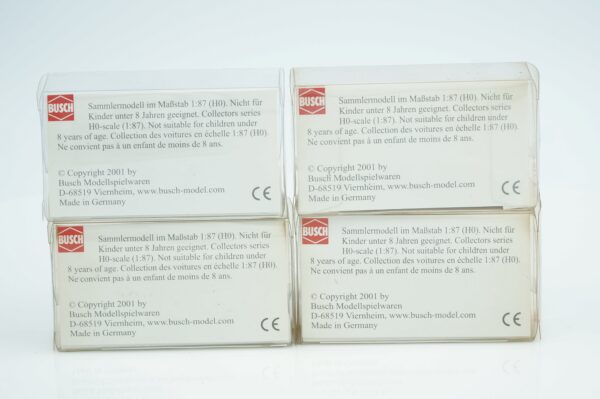 BUSCH
Sammlermodell im Maßstab 1:87 (H0). Nicht für
Kinder unter 8 Jahren geeignet. Collectors series
H0-scale (1:87). Not suitable for children under
8 years of age. Collection des voitures en échelle 1:87 (H0).
Ne convient pas à un enfant de moins de 8 ans.
© Copyright 2001 by
Busch Modellspielwaren
D-68519 Viernheim, www.busch-model.com
Made in Germany
CE
BUSCH
Sammlermodell im Maßstab 1:87 (H0). Nicht für
Kinder unter 8 Jahren geeignet. Collectors series
H0-scale (1:87). Not suitable for children under
8 years of age. Collection des voitures en échelle 1:87 (H0).
Ne convient pas à un enfant de moins de 8 ans.
© Copyright 2001 by
Busch Modellspielwaren
D-68519 Viernheim, www.busch-model.com
Made in Germany
CE
BUSCH
Sammlermodell im Maßstab 1:87 (H0). Nicht für
Kinder unter 8 Jahren geeignet. Collectors series
H0-scale (1:87). Not suitable for children under
8 years of age. Collection des voitures en échelle 1:87 (H0).
Ne convient pas à un enfant de moins de 8 ans.
© Copyright 2001 by
Busch Modellspielwaren
D-68519 Viernheim, www.busch-model.com
Made in Germany
CE
BUSCH
Sammlermodell im Maßstab 1:87 (H0). Nicht für
Kinder unter 8 Jahren geeignet. Collectors series
H0-scale (1:87). Not suitable for children under
8 years of age. Collection des voitures en échelle 1:87 (H0).
Ne convient pas à un enfant de moins de 8 ans.
© Copyright 2001 by
Busch Modellspielwaren
D-68519 Viernheim, www.busch-model.com
Made in Germany
CE